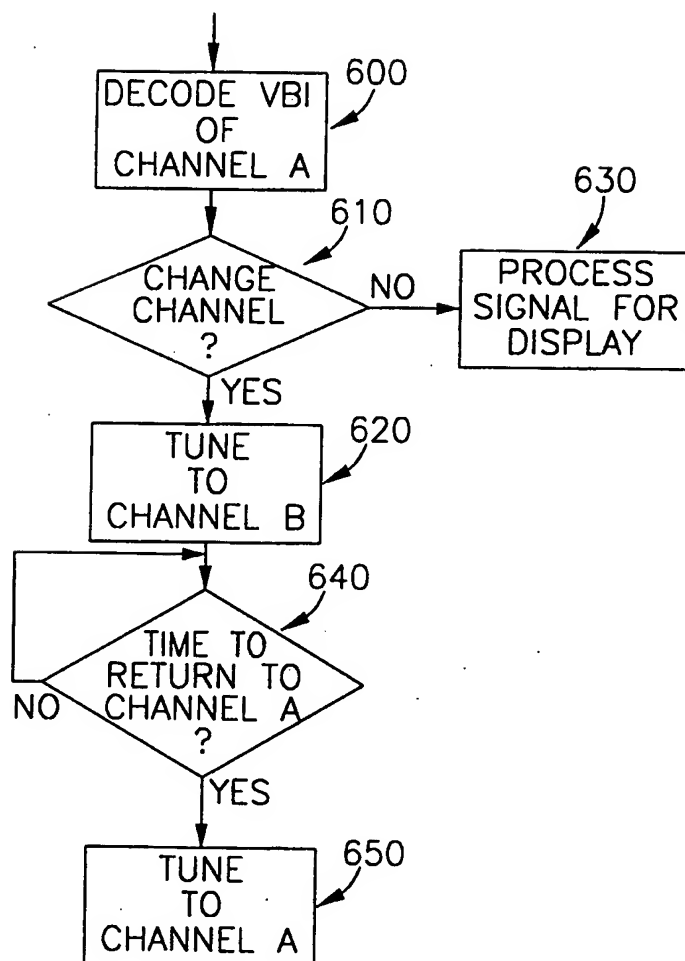 600
DECODE VBI
OF
CHANNEL A
610
CHANGE
CHANNEL
?
NO
630
PROCESS
SIGNAL FOR
DISPLAY
YES
620
TUNE
TO
CHANNEL B
640
TIME TO
RETURN TO
CHANNEL A
?
NO
YES
650
TUNE
TO
CHANNEL A